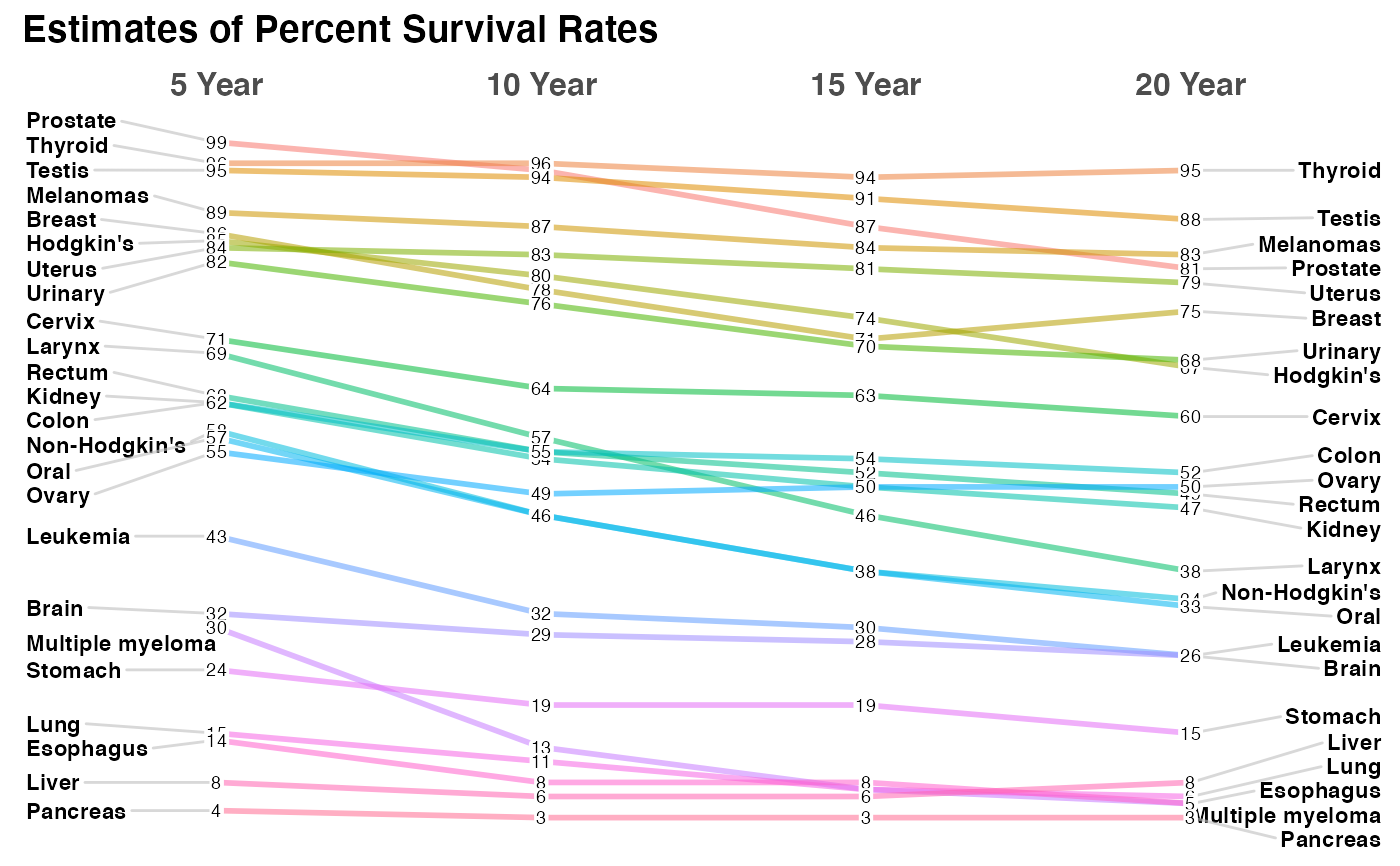 Estimates of Percent Survival Rates
5 Year 10 Year 15 Year 20 Year
Prostate
99
Thyroid
96
94
95
Thyroid
Testis
95
94
91
88
Testis
Melanomas
89
87
84
83
Melanomas
Breast
87
81
Prostate
Hodgkin's
84
83
81
79
Uterus
Uterus
80
74
75
Breast
Urinary
82
78
76
70
68
Urinary
Hodgkin's
Cervix
71
64
63
60
Cervix
Larynx
69
57
54
52
Colon
Rectum
55
52
50
Ovary
Kidney
62
50
Rectum
Colon
47
Kidney
Non-Hodgkin's
57
Oral
55
49
46
38
Larynx
Ovary
46
38
33
Non-Hodgkin's
Oral
Leukemia
43
32
30
26
Leukemia
Brain
32
29
28
Brain
30
Multiple myeloma
Stomach
24
19
19
15
Stomach
Lung
15
13
8
Liver
Esophagus
14
11
8
Lung
Liver
8
8
6
5
Esophagus
6
Multiple myeloma
Pancreas
4
3
3
3
Pancreas